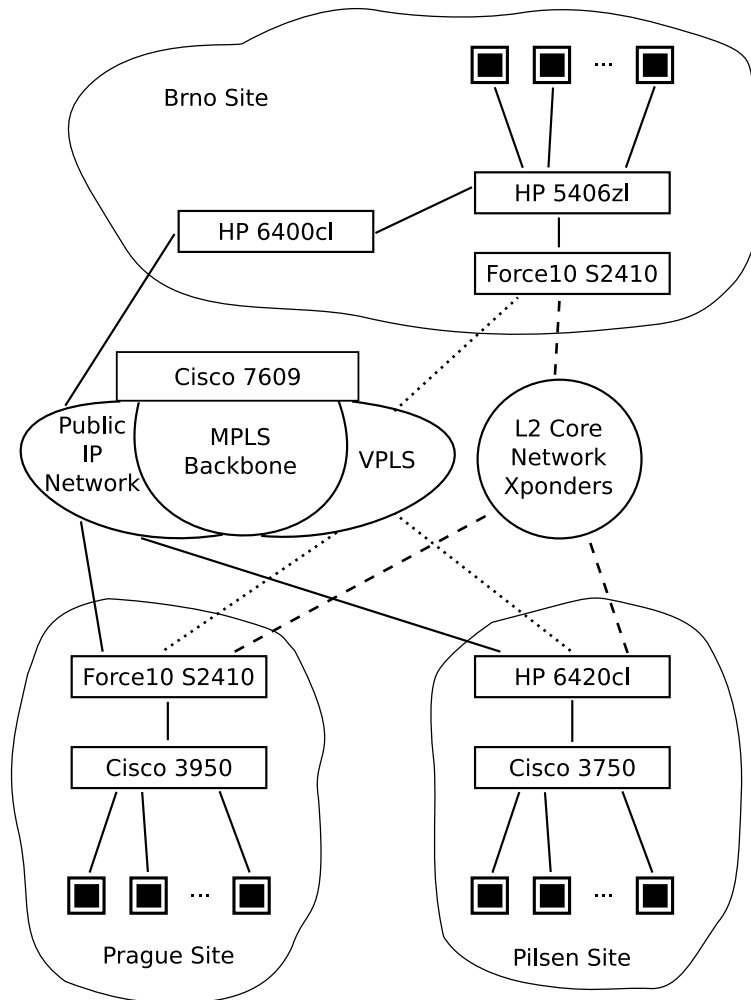 Brno Site
...
HP 5406zl
HP 6400cl
Force10 S2410
Cisco 7609
Public
IP
Network
MPLS
Backbone
VPLS
L2 Core
Network
Xponders
Force10 S2410
HP 6420cl
Cisco 3950
Cisco 3750
...
...
Prague Site
Pilsen Site